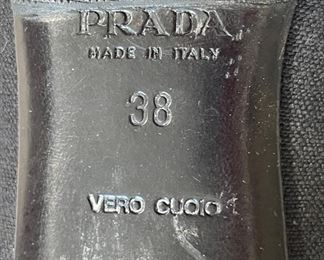 PRADA
MADE IN ITALY
38
VERO CUOIO